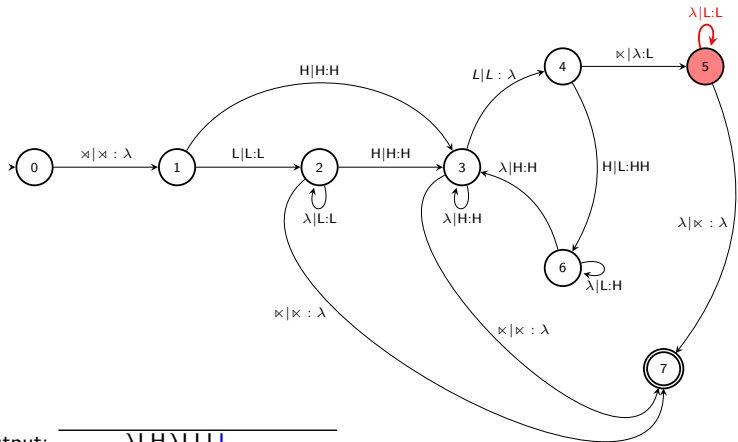 λ|L:L
4
⋉|λ:L
5
L|L : λ
H|H:H
0
⋊|⋊ : λ
1
L|L:L
2
H|H:H
3
λ|H:H
H|L:HH
λ|L:L
λ|H:H
λ|⋉ : λ
6
λ|L:H
⋉|⋉ : λ
⋉|⋉ : λ
7